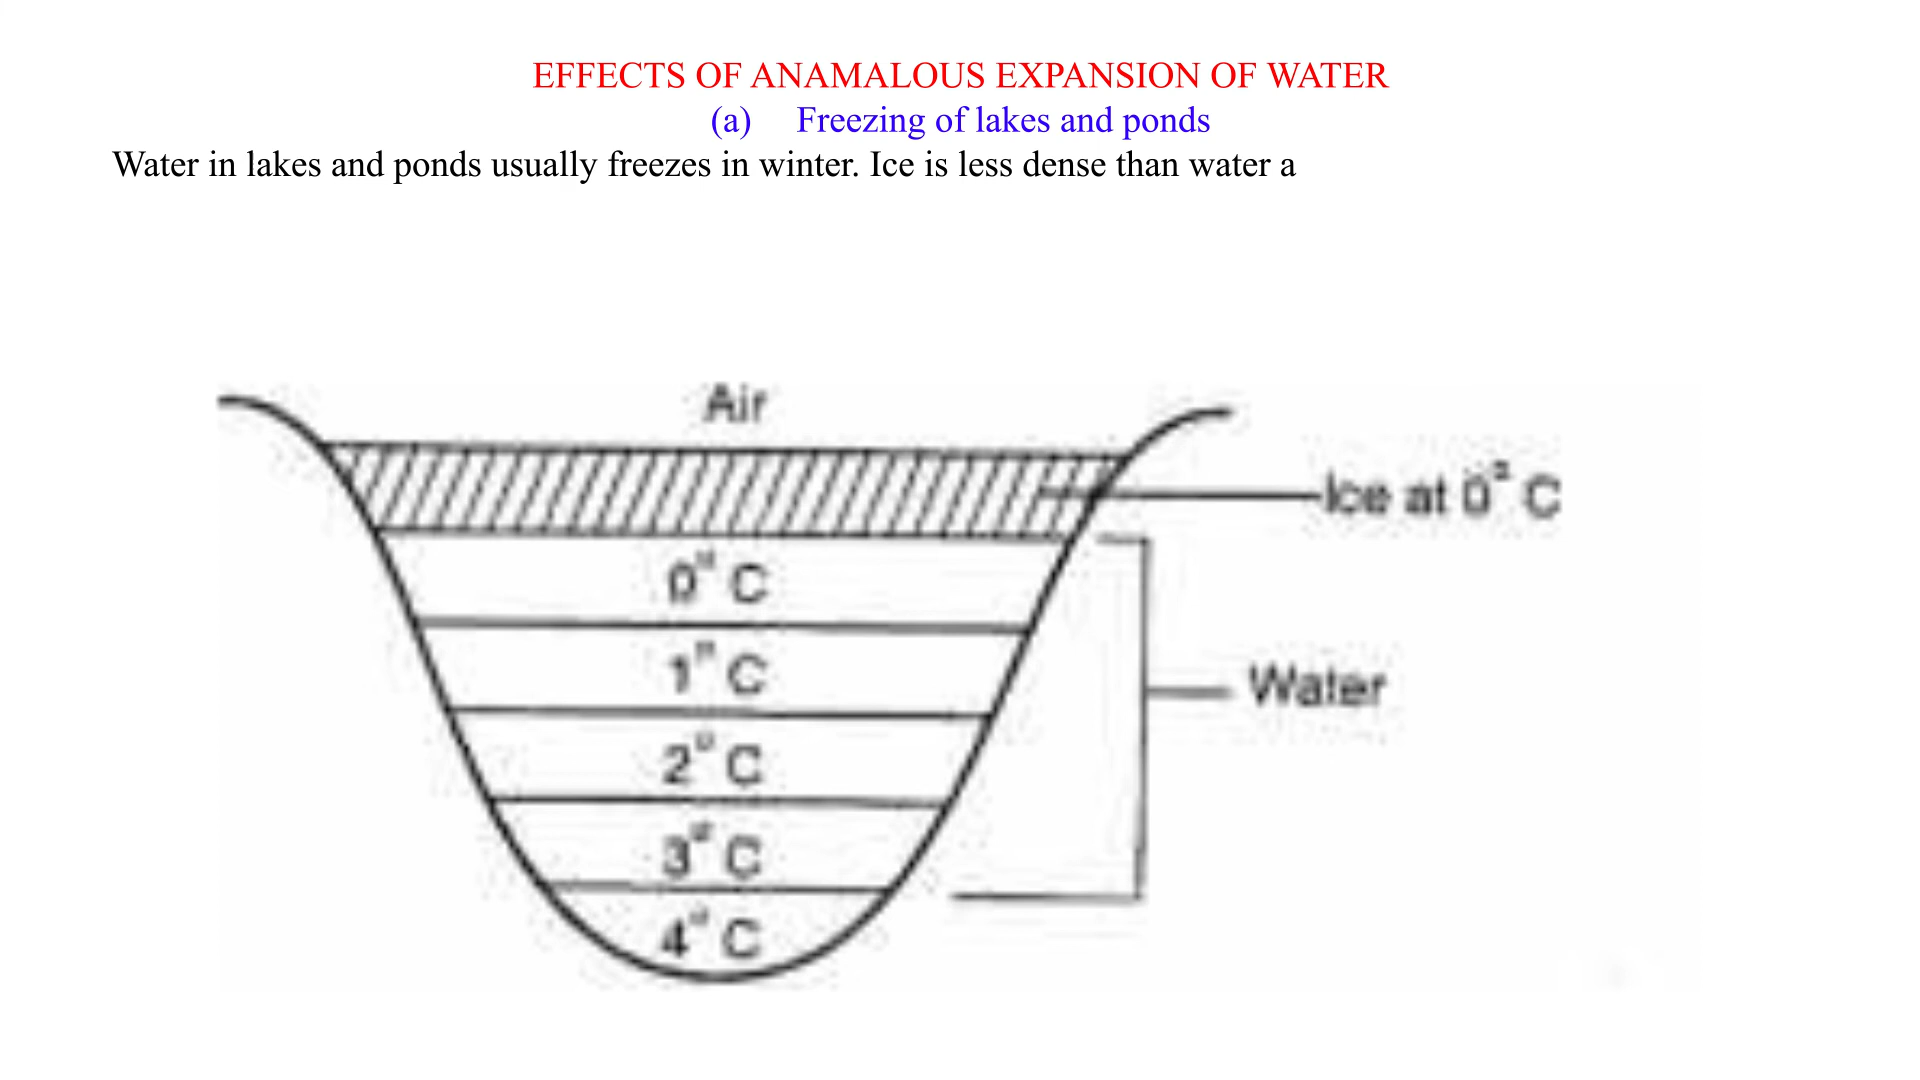 EFFECTS OF ANAMALOUS EXPANSION OF WATER
(a) Freezing of lakes and ponds
Water in lakes and ponds usually freezes in winter. Ice is less dense than water a
Air
Ice at 0° C
0° C
1° C
Water
2° C
3° C
4° C